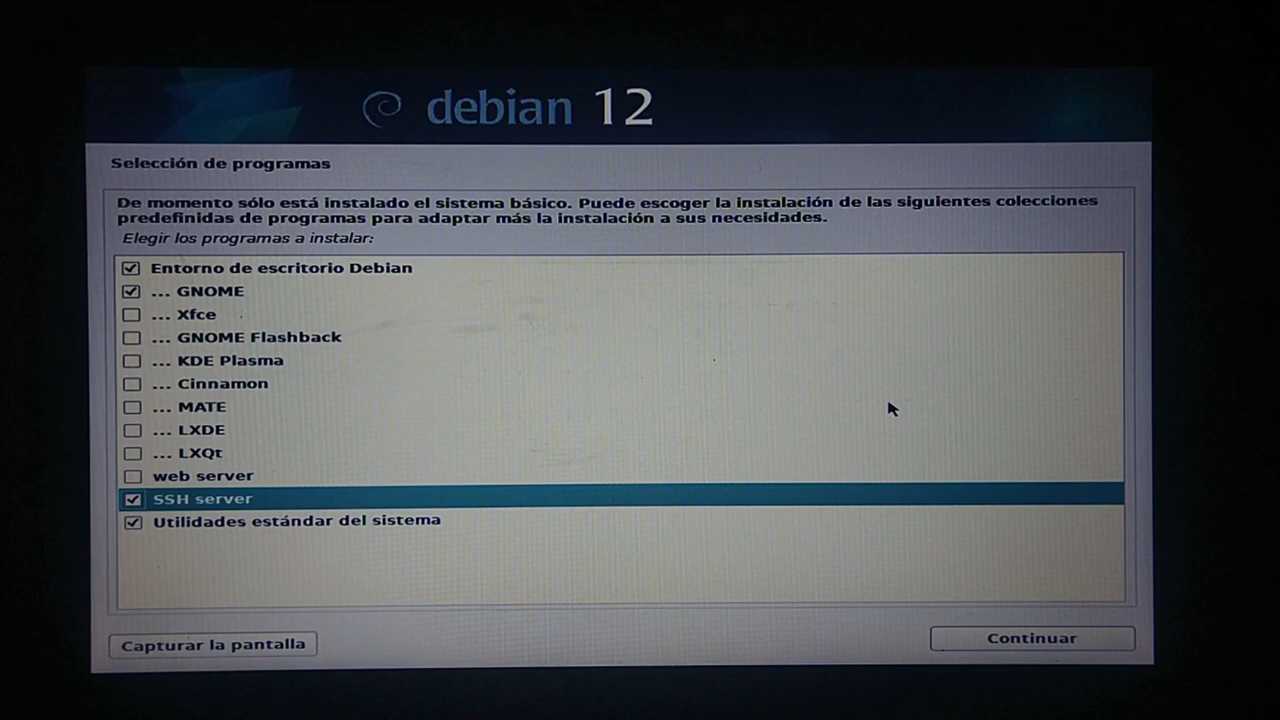 debian 12
Selección de programas
De momento sólo está instalado el sistema básico. Puede escoger la instalación de las siguientes colecciones
predefinidas de programas para adaptar más la instalación a sus necesidades.
Elegir los programas a instalar:
Entorno de escritorio Debian
... GNOME
... Xfce
... GNOME Flashback
... KDE Plasma
... Cinnamon
... MATE
... LXDE
... LXQt
web server
SSH server
Utilidades estándar del sistema
Capturar la pantalla
Continuar